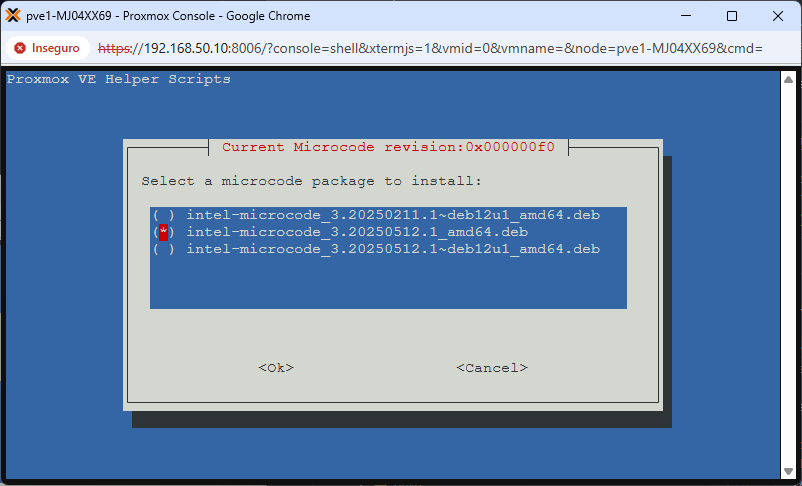 pve1-MJ04XX69 - Proxmox Console - Google Chrome
Inseguro https://192.168.50.10:8006/?console=shell&xtermjs=1&vmid=0&vmname=&node=pve1-MJ04XX69&cmd=
Proxmox VE Helper Scripts
Current Microcode revision:0x000000f0
Select a microcode package to install:
( ) intel-microcode_3.20250211.1~deb12u1_amd64.deb
(*) intel-microcode_3.20250512.1_amd64.deb
( ) intel-microcode_3.20250512.1~deb12u1_amd64.deb
<Ok> <Cancel>